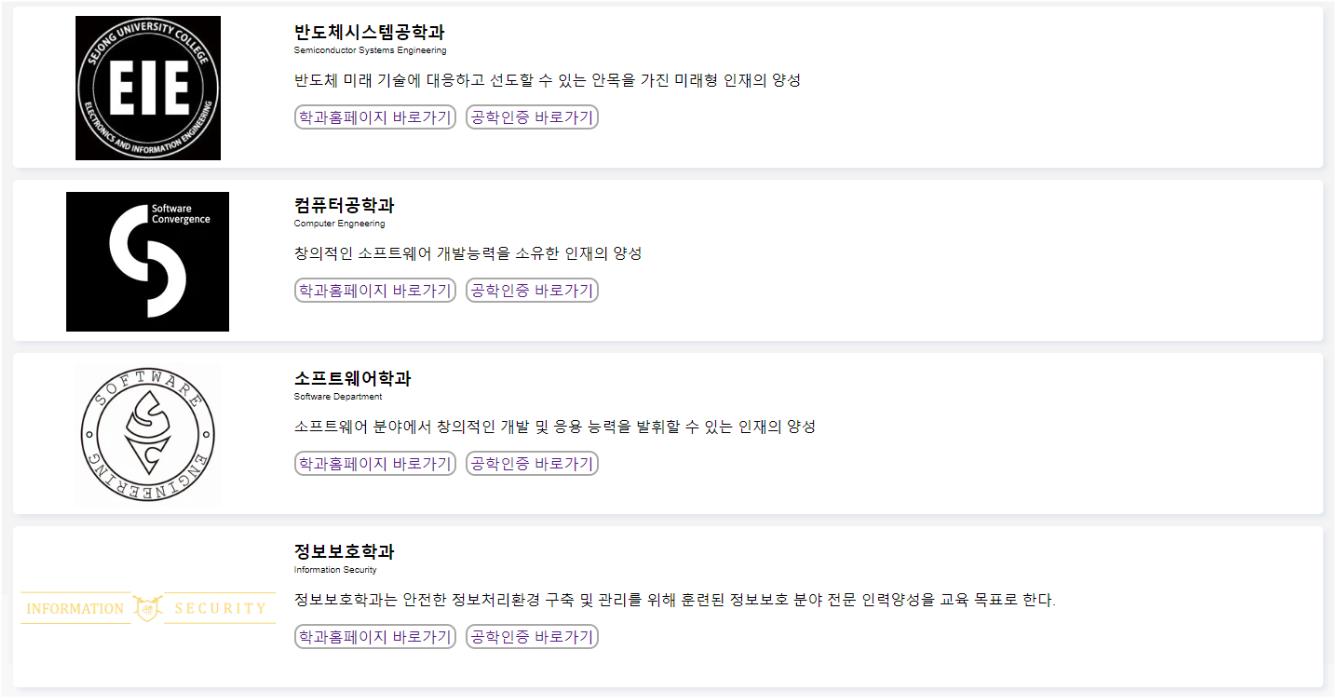 SEJONG UNIVERSITY COLLEGE
EIE
ELECTRONICS AND INFORMATION ENGINEERING
반도체시스템공학과
Semiconductor Systems Engineering
반도체 미래 기술에 대응하고 선도할 수 있는 안목을 가진 미래형 인재의 양성
학과홈페이지 바로가기 공학인증 바로가기
Software
Convergence
컴퓨터공학과
Computer Engneering
창의적인 소프트웨어 개발능력을 소유한 인재의 양성
학과홈페이지 바로가기 공학인증 바로가기
SOFTWARE
ENGINEERING
소프트웨어학과
Software Department
소프트웨어 분야에서 창의적인 개발 및 응용 능력을 발휘할 수 있는 인재의 양성
학과홈페이지 바로가기 공학인증 바로가기
INFORMATION SECURITY
정보보호학과
Information Security
정보보호학과는 안전한 정보처리환경 구축 및 관리를 위해 훈련된 정보보호 분야 전문 인력양성을 교육 목표로 한다.
학과홈페이지 바로가기 공학인증 바로가기